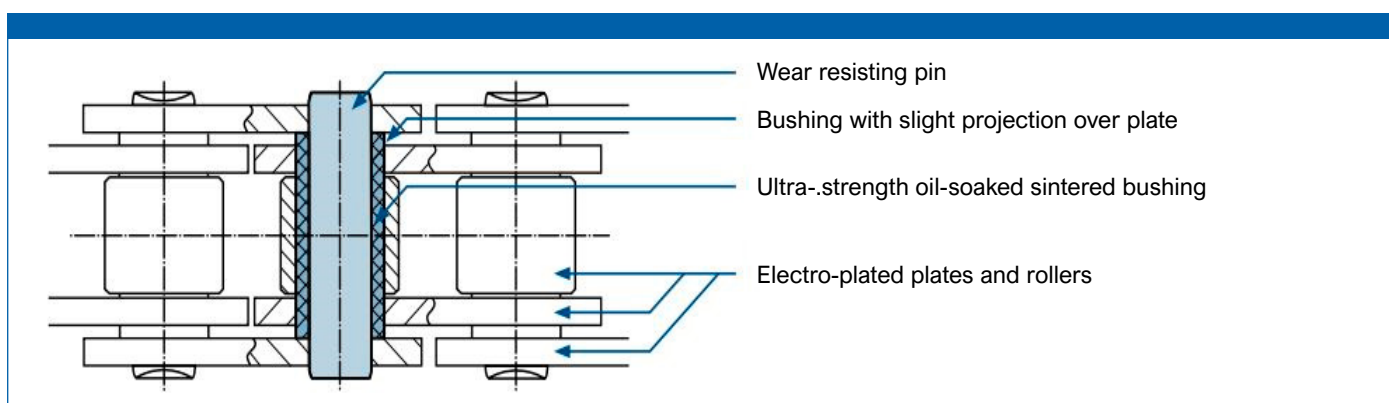 Wear resisting pin
Bushing with slight projection over plate
Ultra-.strength oil-soaked sintered bushing
Electro-plated plates and rollers